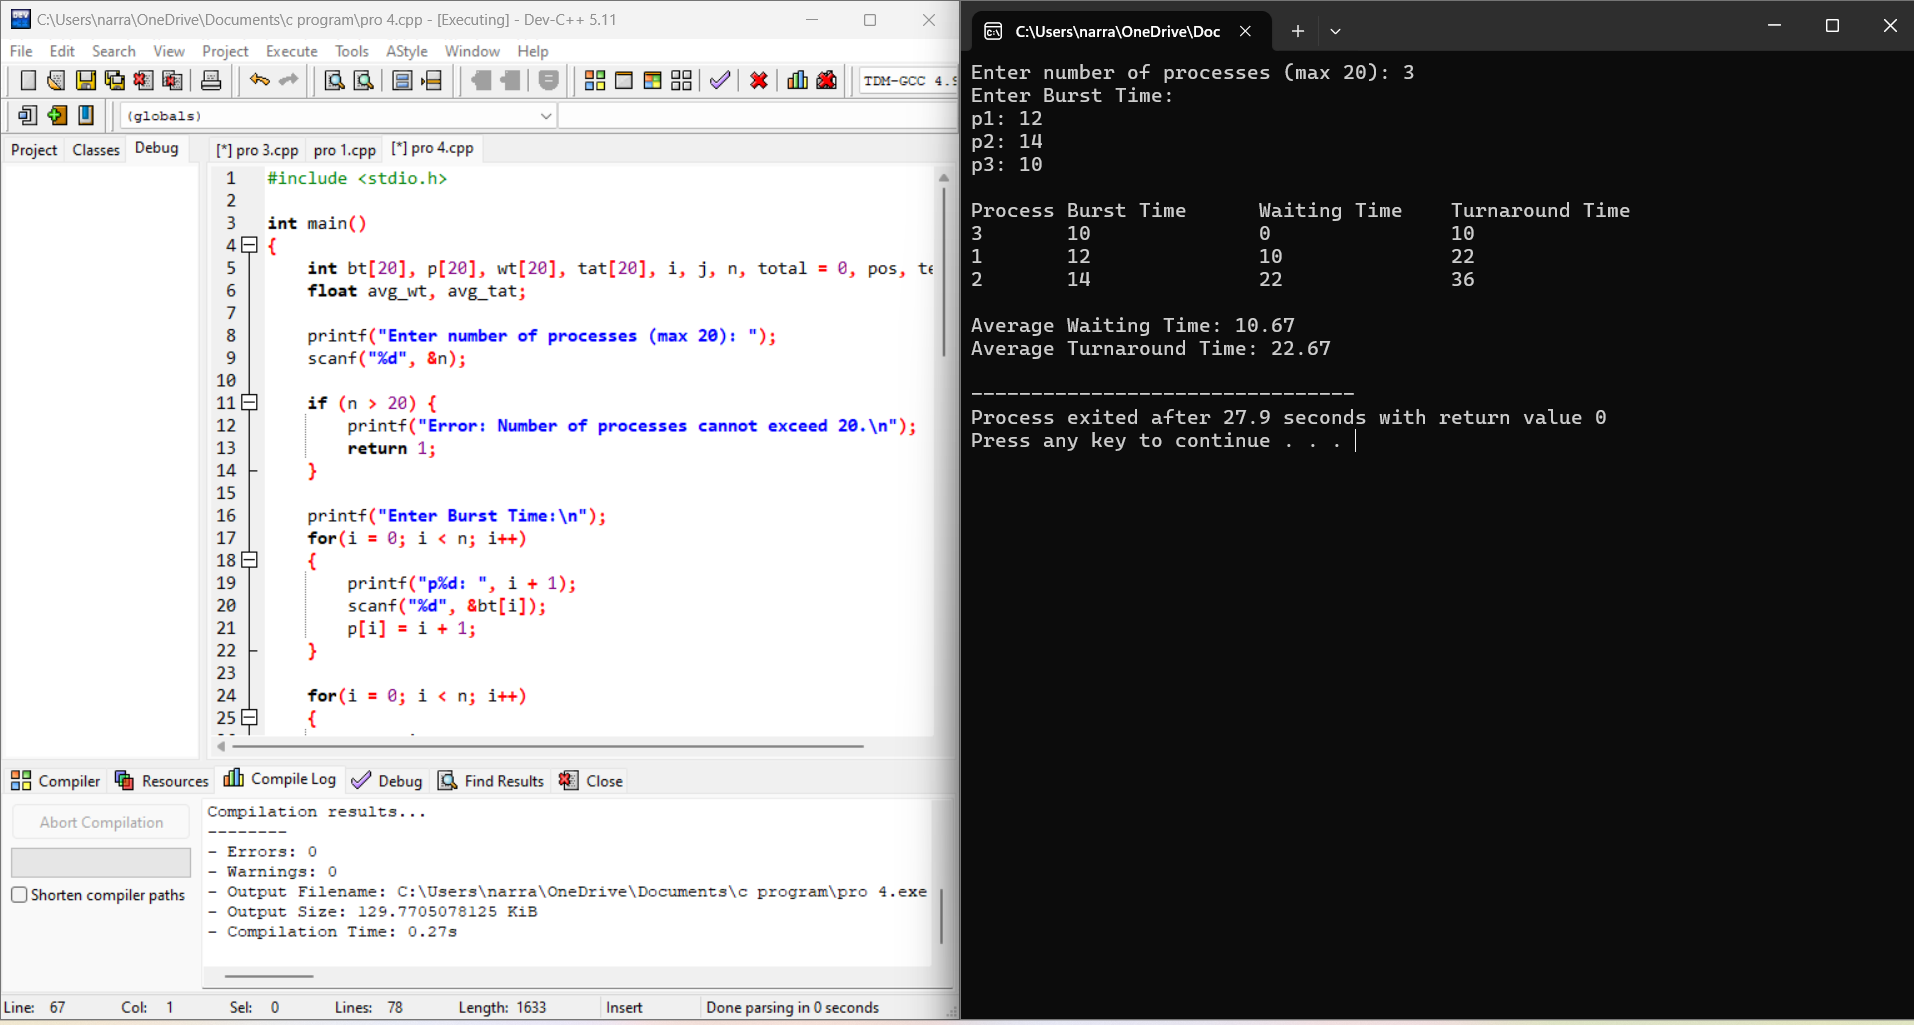 C:\Users\narra\OneDrive\Documents\c program\pro 4.cpp - [Executing] - Dev-C++ 5.11
File Edit Search View Project Execute Tools AStyle Window Help
TDM-GCC 4.9
(globals)
Project Classes Debug
[*] pro 3.cpp pro 1.cpp [*] pro 4.cpp
1 #include <stdio.h>
2
3 int main()
4 {
5 int bt[20], p[20], wt[20], tat[20], i, j, n, total = 0, pos, te
6 float avg_wt, avg_tat;
7
8 printf("Enter number of processes (max 20): ");
9 scanf("%d", &n);
10
11 if (n > 20) {
12 printf("Error: Number of processes cannot exceed 20.\n");
13 return 1;
14 }
15
16 printf("Enter Burst Time:\n");
17 for(i = 0; i < n; i++)
18 {
19 printf("p%d: ", i + 1);
20 scanf("%d", &bt[i]);
21 p[i] = i + 1;
22 }
23
24 for(i = 0; i < n; i++)
25 {
Compiler Resources Compile Log Debug Find Results Close
Abort Compilation
Shorten compiler paths
Compilation results...
--------
- Errors: 0
- Warnings: 0
- Output Filename: C:\Users\narra\OneDrive\Documents\c program\pro 4.exe
- Output Size: 129.7705078125 KiB
- Compilation Time: 0.27s
Line: 67 Col: 1 Sel: 0 Lines: 78 Length: 1633 Insert Done parsing in 0 seconds
C:\Users\narra\OneDrive\Doc
Enter number of processes (max 20): 3
Enter Burst Time:
p1: 12
p2: 14
p3: 10
Process Burst Time Waiting Time Turnaround Time
3 10 0 10
1 12 10 22
2 14 22 36
Average Waiting Time: 10.67
Average Turnaround Time: 22.67
--------------------------------
Process exited after 27.9 seconds with return value 0
Press any key to continue . . .